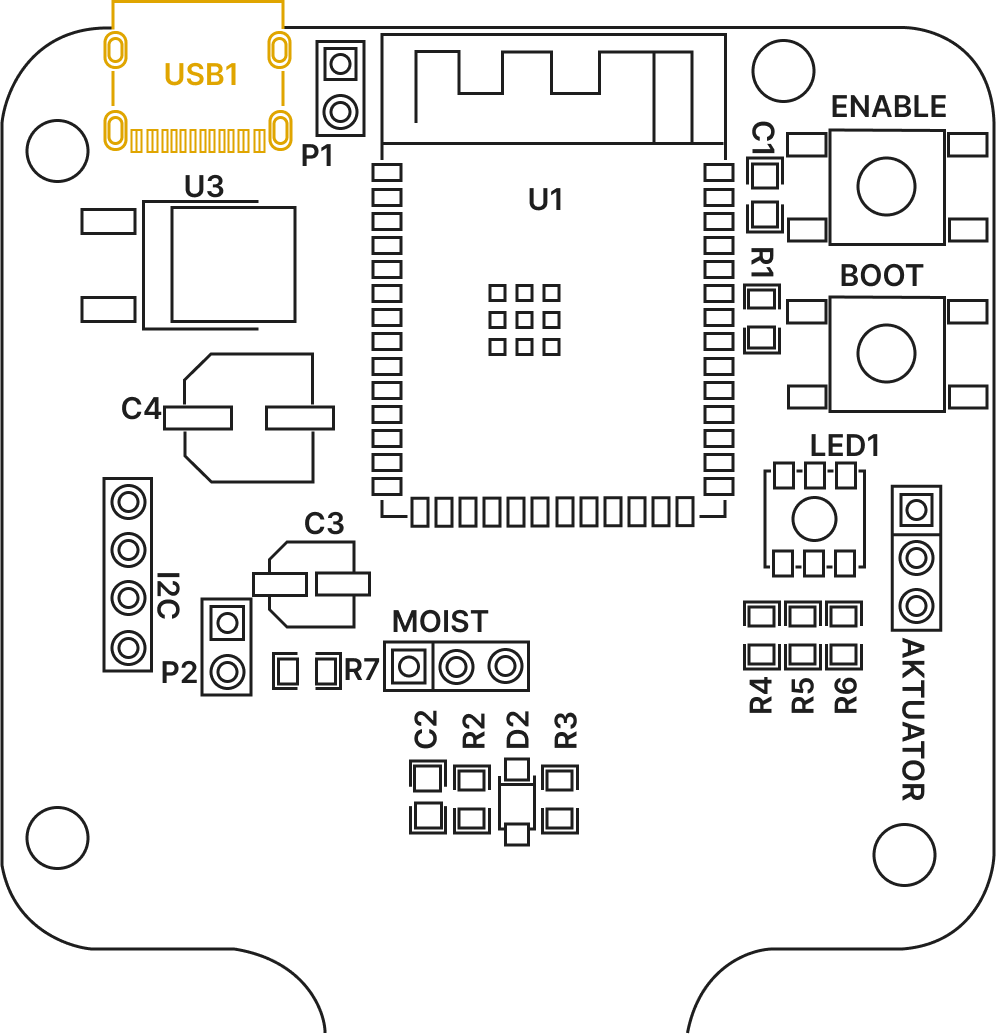 USB1
P1
ENABLE
C1
U3
U1
R1
BOOT
C4
LED1
C3
I2C
MOIST
P2
R7
AKTUATOR
R4
R5
R6
C2
R2
D2
R3